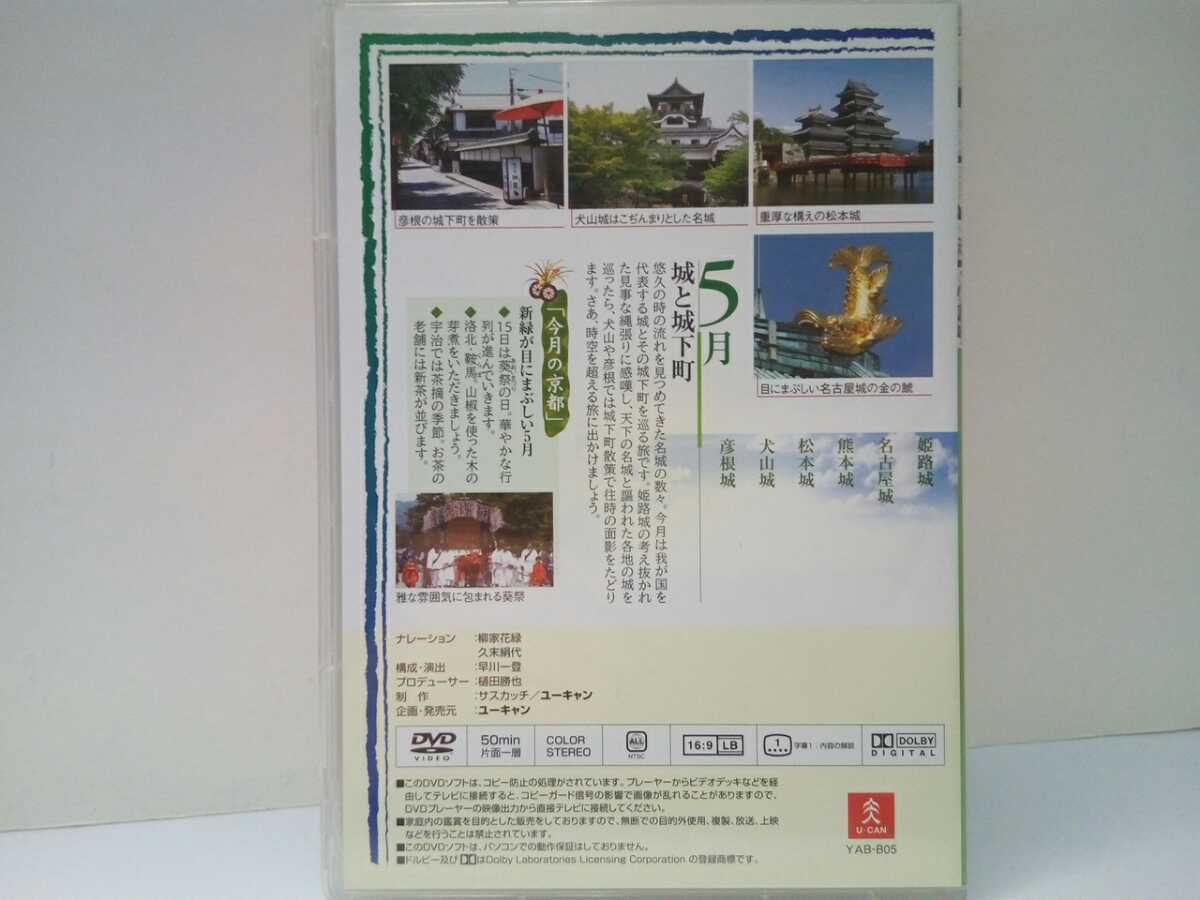 彦根の城下町を散策
犬山城はこぢんまりとした名城
重厚な構えの松本城
目にまぶしい名古屋城の金の鯱
5月
城と城下町
悠久の時の流れを見つめてきた名城の数々。今月は我が国を
代表する城とその城下町を巡る旅です。姫路城の考え抜かれ
た見事な縄張りに感嘆し、天下の名城と謳われた各地の城を
巡ったら、犬山や彦根では城下町散策で往時の面影をたどり
ます。さあ、時空を超える旅に出かけましょう。
姫路城
名古屋城
熊本城
松本城
犬山城
彦根城
「今月の京都」
新緑が目にまぶしい5月
◆15日は葵祭の日。華やかな行
列が進んでいきます。
◆洛北・鞍馬。山椒を使った木の
芽煮をいただきましょう。
◆宇治では茶摘の季節。お茶の
老舗には新茶が並びます。
雅な雰囲気に包まれる葵祭
ナレーション :柳家花緑
久末絹代
構成・演出 :早川一登
プロデューサー :樋田勝也
制 作 :サスカッチ/ユーキャン
企画・発売元 :ユーキャン
DVD VIDEO
50min
片面一層
COLOR
STEREO
ALL
NTSC
16:9 LB
1 字幕1:内容の解説
DOLBY DIGITAL
■このDVDソフトは、コピー防止の処理がされています。プレーヤーからビデオデッキなどを経
由してテレビに接続すると、コピーガード信号の影響で画像が乱れることがありますので、
DVDプレーヤーの映像出力から直接テレビに接続してください。
■家庭内の鑑賞を目的とした販売をしておりますので、無断での目的外使用、複製、放送、上映
などを行うことは禁止されています。
■このDVDソフトは、パソコンでの動作保証はしておりません。
■ドルビー及びはDolby Laboratories Licensing Corporation の登録商標です。
U-CAN
YAB-B05